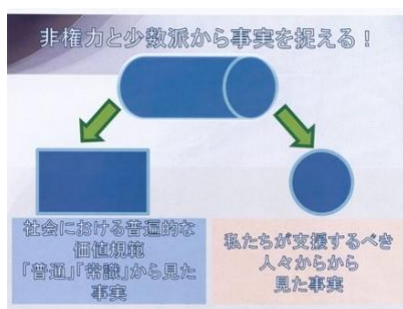 非権力と少数派から事実を捉える！
社会における普遍的な
価値規範
「普通」「常識」から見た
事実
私たちが支援するべき
人々からから
見た事実